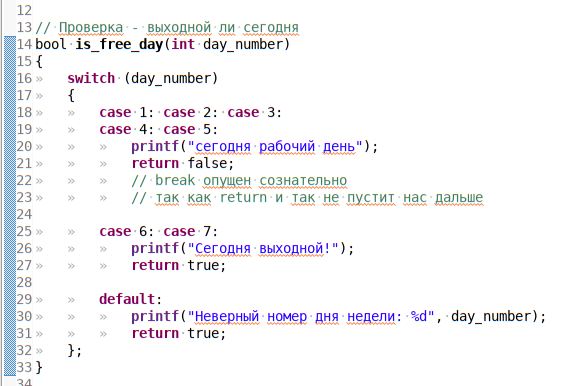 12
13 // Проверка - выходной ли сегодня
14 bool is_free_day(int day_number)
15 {
16 » switch (day_number)
17 » {
18 » » case 1: case 2: case 3:
19 » » case 4: case 5:
20 » » » printf("сегодня рабочий день");
21 » » » return false;
22 » » » // break опущен сознательно
23 » » » // так как return и так не пустит нас дальше
24
25 » » case 6: case 7:
26 » » » printf("Сегодня выходной!");
27 » » » return true;
28
29 » » default:
30 » » » printf("Неверный номер дня недели: %d", day_number);
31 » » » return true;
32 » };
33 }
34